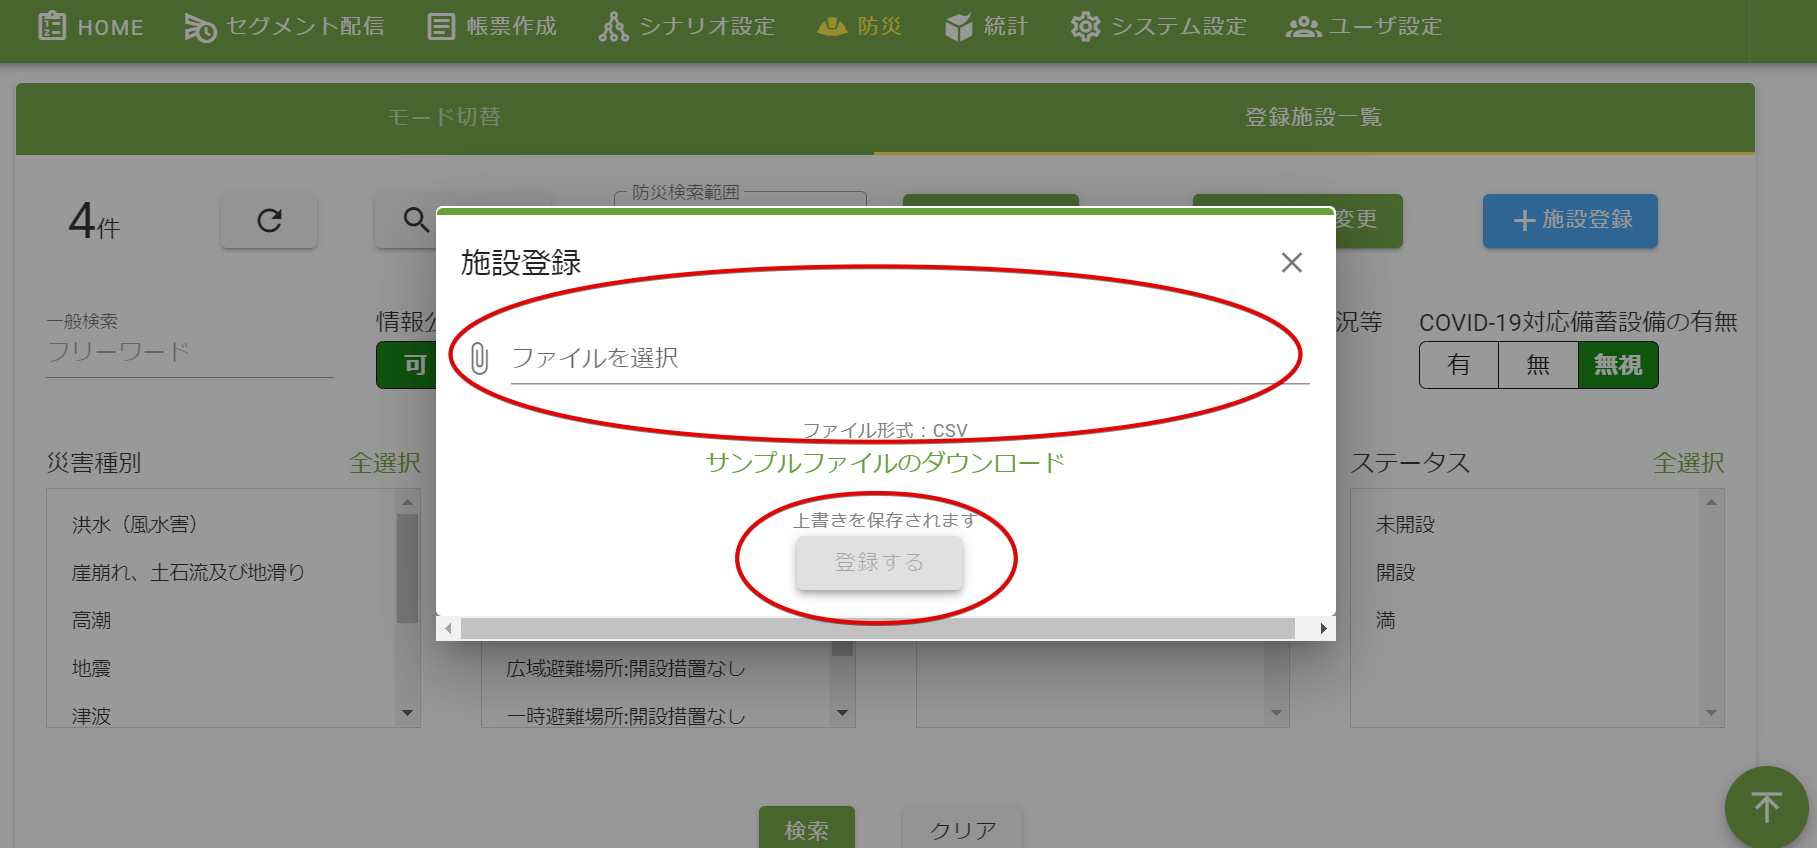 HOME セグメント配信 帳票作成 シナリオ設定 防災 統計 システム設定 ユーザ設定
モード切替 登録施設一覧
4件 防災検索範囲 変更 +施設登録
施設登録
一般検索 情報公 況等 COVID-19対応備蓄設備の有無
フリーワード 可 ファイルを選択 有 無 無視
ファイル形式：CSV
災害種別 全選択 サンプルファイルのダウンロード ステータス 全選択
上書きを保存されます
洪水（風水害） 未開設
登録する
崖崩れ、土石流及び地滑り 開設
高潮 満
地震 広域避難場所:開設措置なし
津波 一時避難場所:開設措置なし
検索 クリア